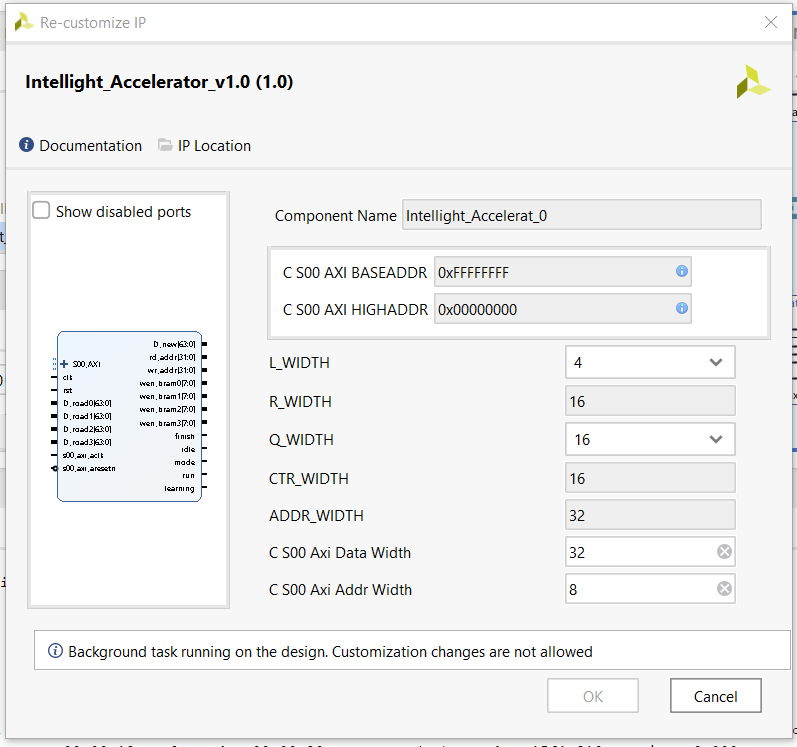 Re-customize IP
Intellight_Accelerator_v1.0 (1.0)
Documentation IP Location
Show disabled ports
Component Name Intellight_Accelerat_0
C S00 AXI BASEADDR 0xFFFFFFFF
C S00 AXI HIGHADDR 0x00000000
L_WIDTH 4
R_WIDTH 16
Q_WIDTH 16
CTR_WIDTH 16
ADDR_WIDTH 32
C S00 Axi Data Width 32
C S00 Axi Addr Width 8
S00_AXI
clk
rst
D_road0[63:0]
D_road1[63:0]
D_road2[63:0]
D_road3[63:0]
s00_axi_aclk
s00_axi_aresetn
D_new[63:0]
rd_addr[31:0]
wr_addr[31:0]
wen_bram0[7:0]
wen_bram1[7:0]
wen_bram2[7:0]
wen_bram3[7:0]
finish
idle
mode
run
learning
Background task running on the design. Customization changes are not allowed
OK Cancel